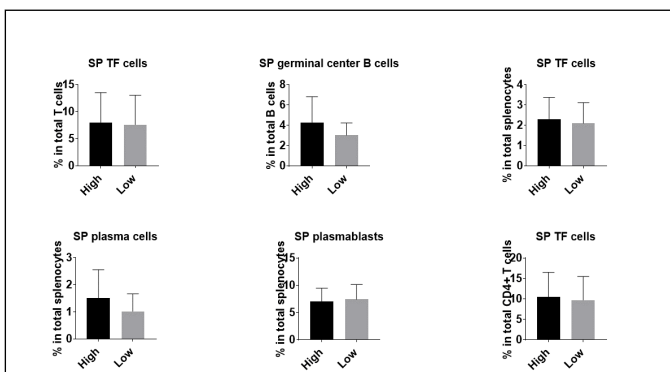 SP TF cells
% in total T cells
15
10
5
0
High
Low
SP germinal center B cells
% in total B cells
8
6
4
2
0
High
Low
SP TF cells
% in total splenocytes
4
3
2
1
0
High
Low
SP plasma cells
% in total splenocytes
3
2
1
0
High
Low
SP plasmablasts
% in total splenocytes
15
10
5
0
High
Low
SP TF cells
% in total CD4+ T cells
20
15
10
5
0
High
Low